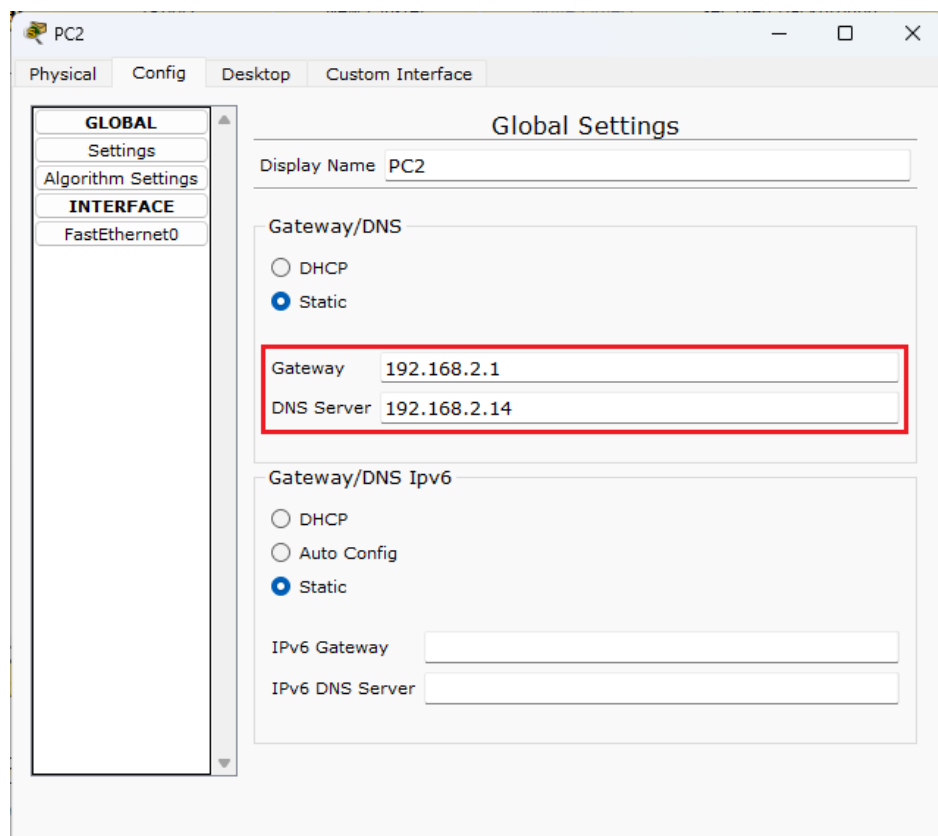 PC2
Physical Config Desktop Custom Interface
GLOBAL
Settings
Algorithm Settings
INTERFACE
FastEthernet0
Global Settings
Display Name PC2
Gateway/DNS
DHCP
Static
Gateway 192.168.2.1
DNS Server 192.168.2.14
Gateway/DNS Ipv6
DHCP
Auto Config
Static
IPv6 Gateway
IPv6 DNS Server